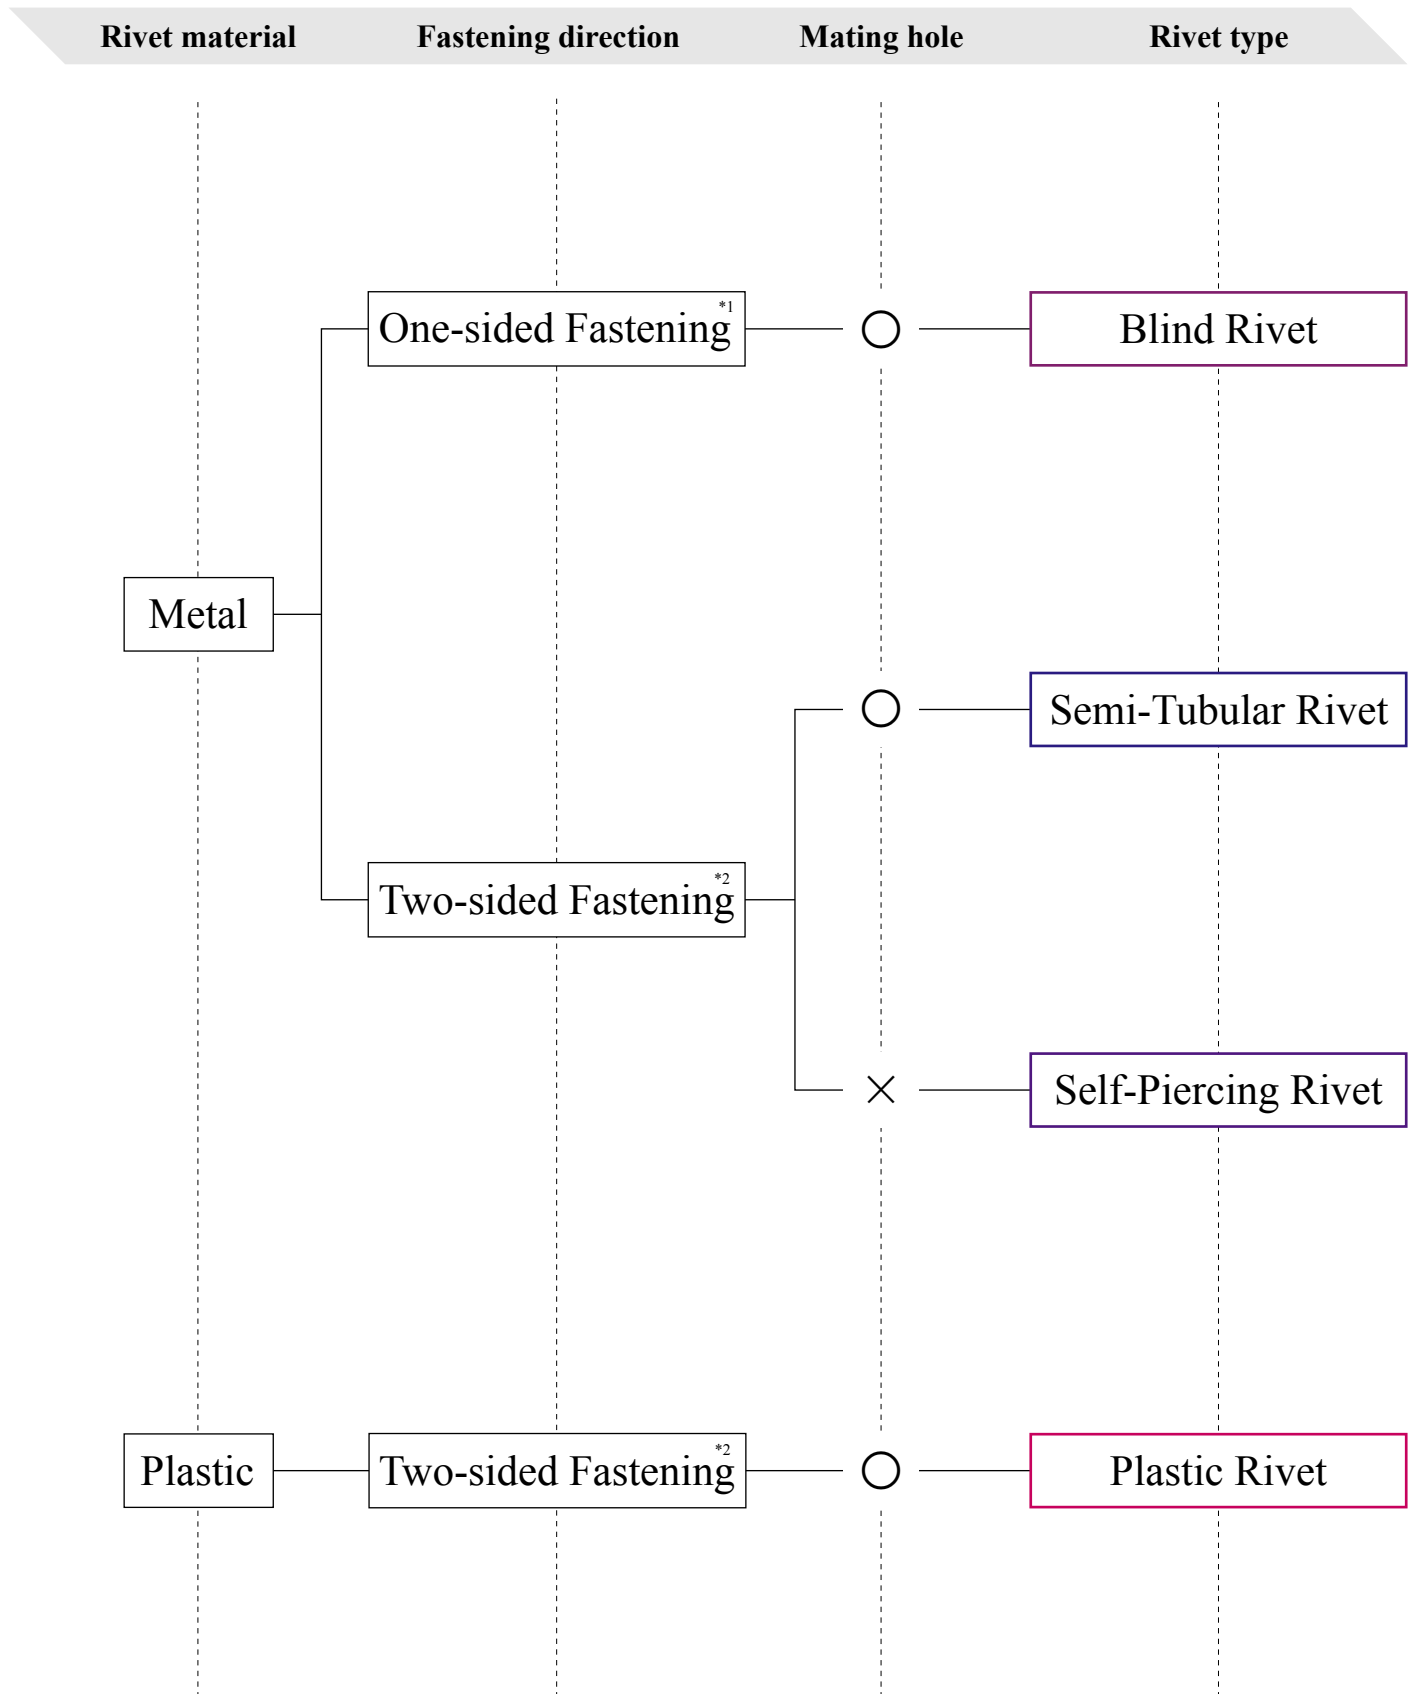 Rivet material Fastening direction Mating hole Rivet type
One-sided Fastening*1 ○ Blind Rivet
Metal
○ Semi-Tubular Rivet
Two-sided Fastening*2
× Self-Piercing Rivet
Plastic Two-sided Fastening*2 ○ Plastic Rivet